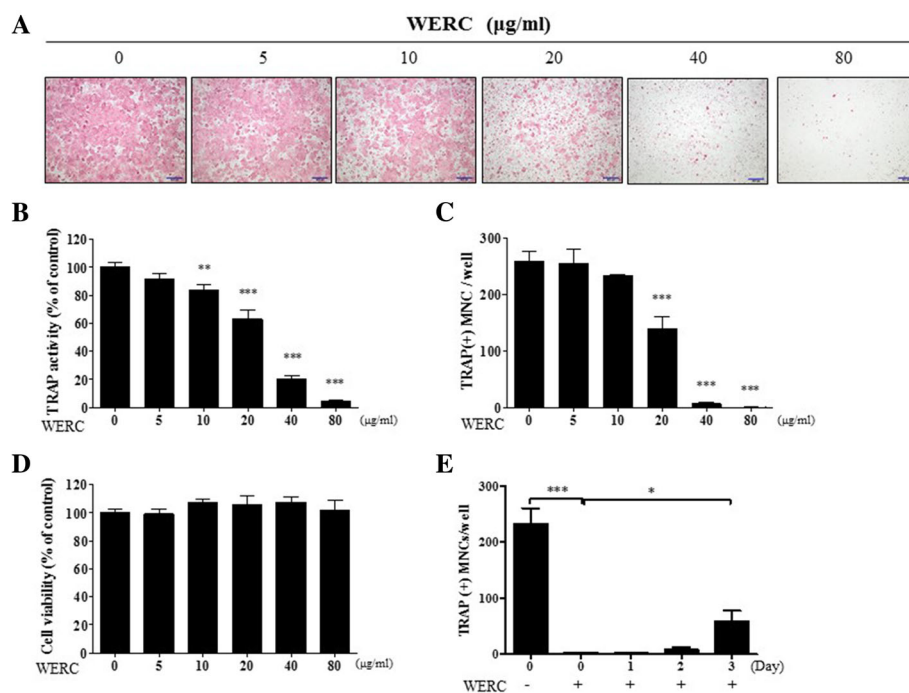 A
WERC (µg/ml)
0 5 10 20 40 80
B
TRAP activity (% of control)
120
100
80
60
40
20
0
** *** *** ***
0 5 10 20 40 80 (µg/ml)
WERC
C
TRAP(+) MNC / well
300
200
100
0
*** *** ***
0 5 10 20 40 80 (µg/ml)
WERC
D
Cell viability (% of control)
120
100
80
60
40
20
0
0 5 10 20 40 80 (µg/ml)
WERC
E
TRAP (+) MNCs/well
300
200
100
0
*** *
0 0 1 2 3 (Day)
WERC - + + + +